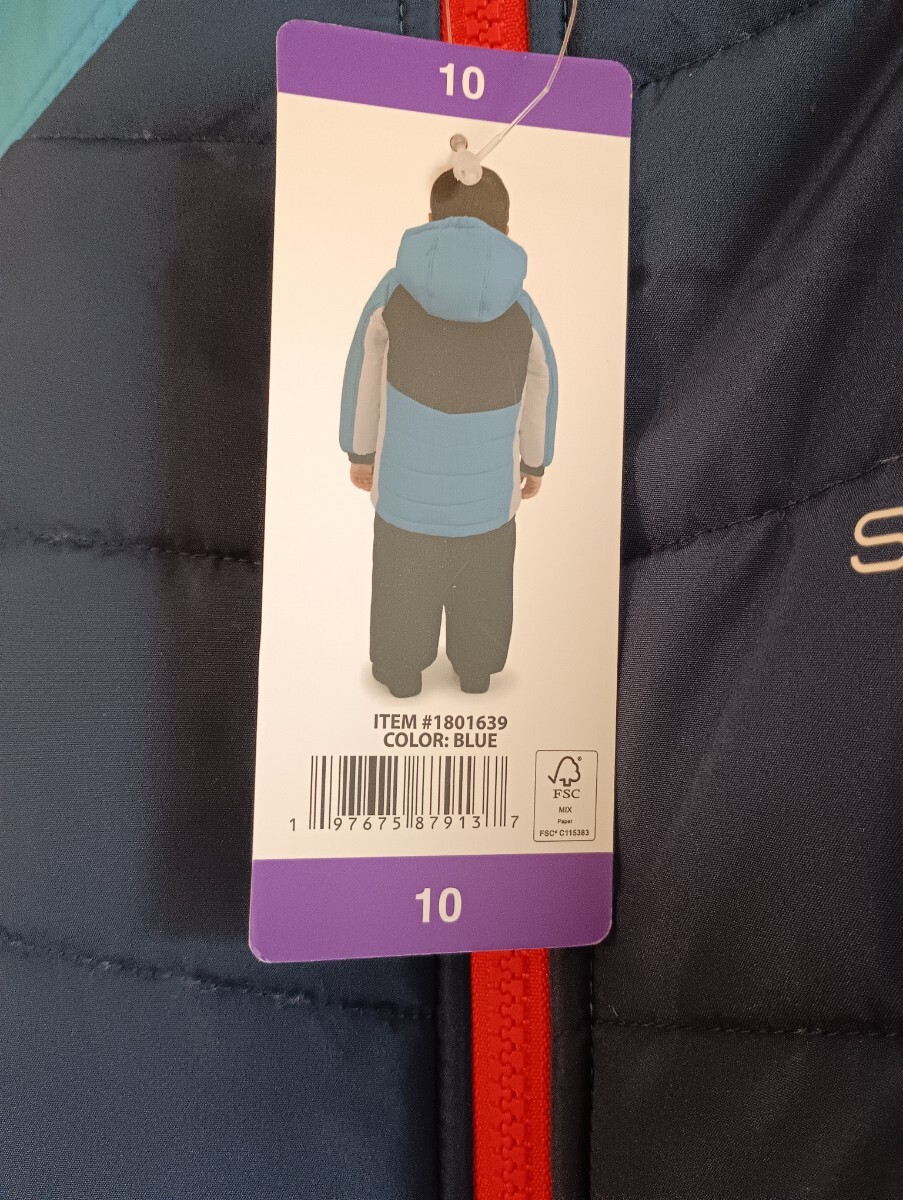 10
S
ITEM #1801639
COLOR: BLUE
1 97675 87913 7
FSC
MIX
Paper
FSC® C115383
10